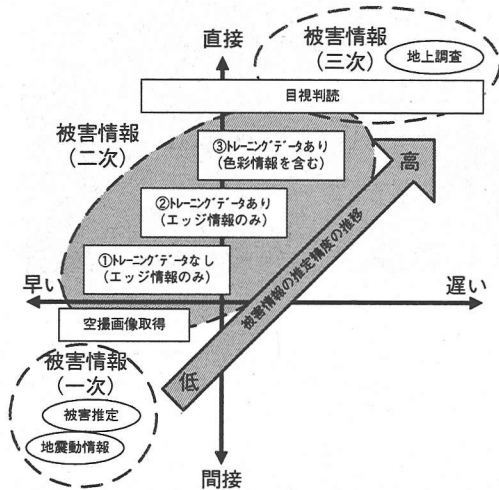 直接
被害情報
(三次)
地上調査
目視判読
被害情報
(二次)
③トレーニングデータあり
(色彩情報を含む)
高
②トレーニングデータあり
(エッジ情報のみ)
①トレーニングデータなし
(エッジ情報のみ)
被害情報の推定精度の推移
早い
遅い
空撮画像取得
被害情報
(一次)
低
被害推定
地震動情報
間接